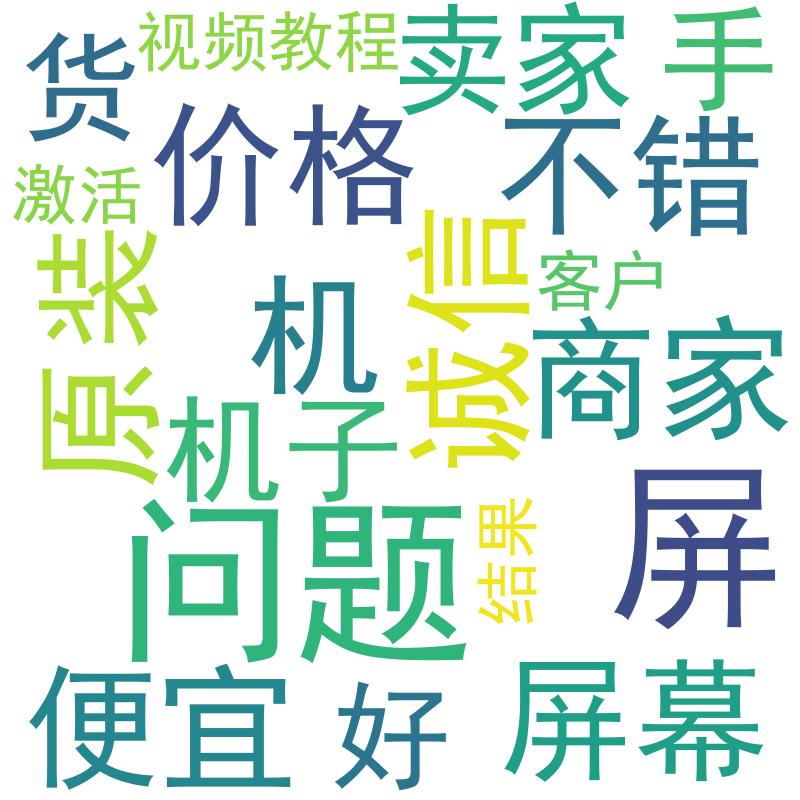 视频教程
卖家
手
货
价格
不错
激活
原装
诚信
客户
机
商家
机子
问题
结果
屏
便宜
好
屏幕